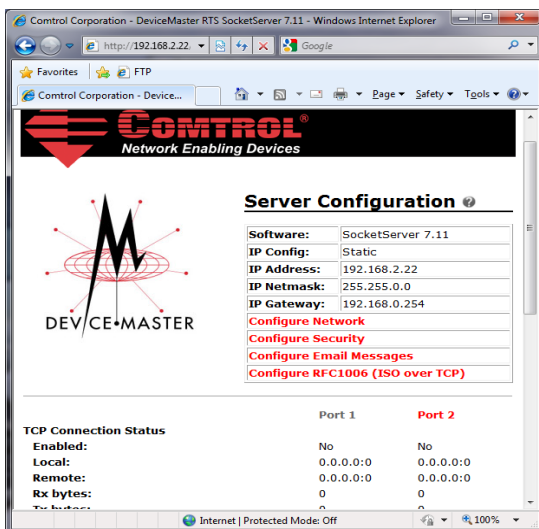 Comtrol Corporation - DeviceMaster RTS SocketServer 7.11 - Windows Internet Explorer
http://192.168.2.22.
Google
Favorites FTP
Comtrol Corporation - Device...
Page Safety Tools
COMTROL®
Network Enabling Devices
DEVICE•MASTER
Server Configuration
Software: SocketServer 7.11
IP Config: Static
IP Address: 192.168.2.22
IP Netmask: 255.255.0.0
IP Gateway: 192.168.0.254
Configure Network
Configure Security
Configure Email Messages
Configure RFC1006 (ISO over TCP)
Port 1 Port 2
TCP Connection Status
Enabled: No No
Local: 0.0.0.0:0 0.0.0.0:0
Remote: 0.0.0.0:0 0.0.0.0:0
Rx bytes: 0 0
Tx bytes: 0 0
Internet | Protected Mode: Off 100%